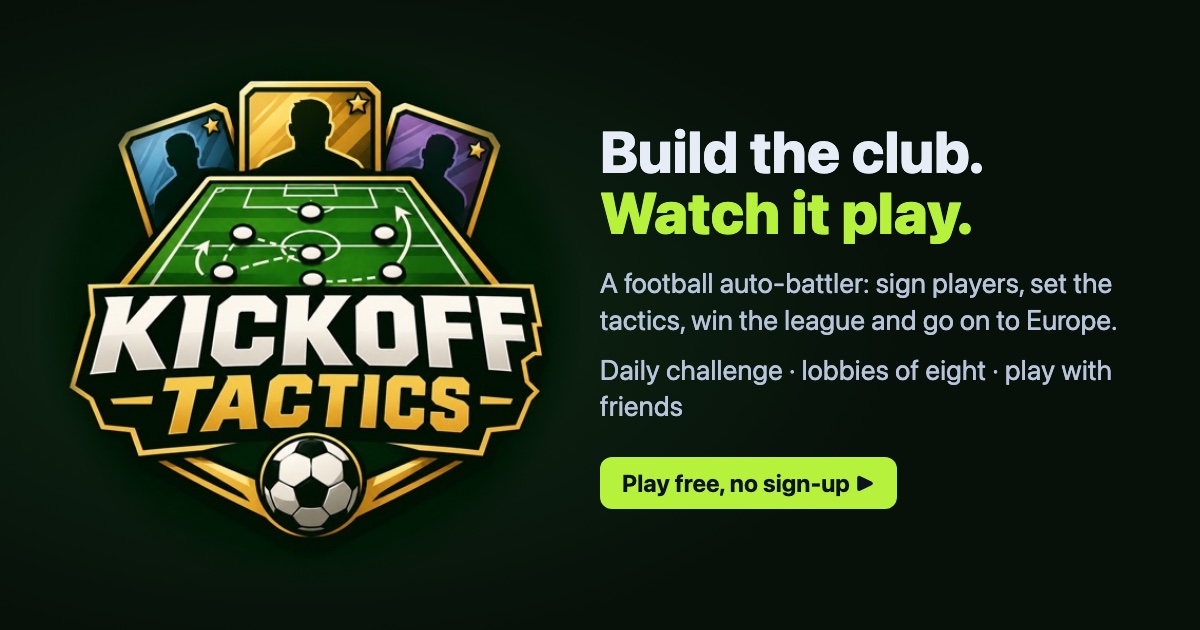 KICKOFF
TACTICS
Build the club.
Watch it play.
A football auto-battler: sign players, set the
tactics, win the league and go on to Europe.
Daily challenge · lobbies of eight · play with
friends
Play free, no sign-up ▶